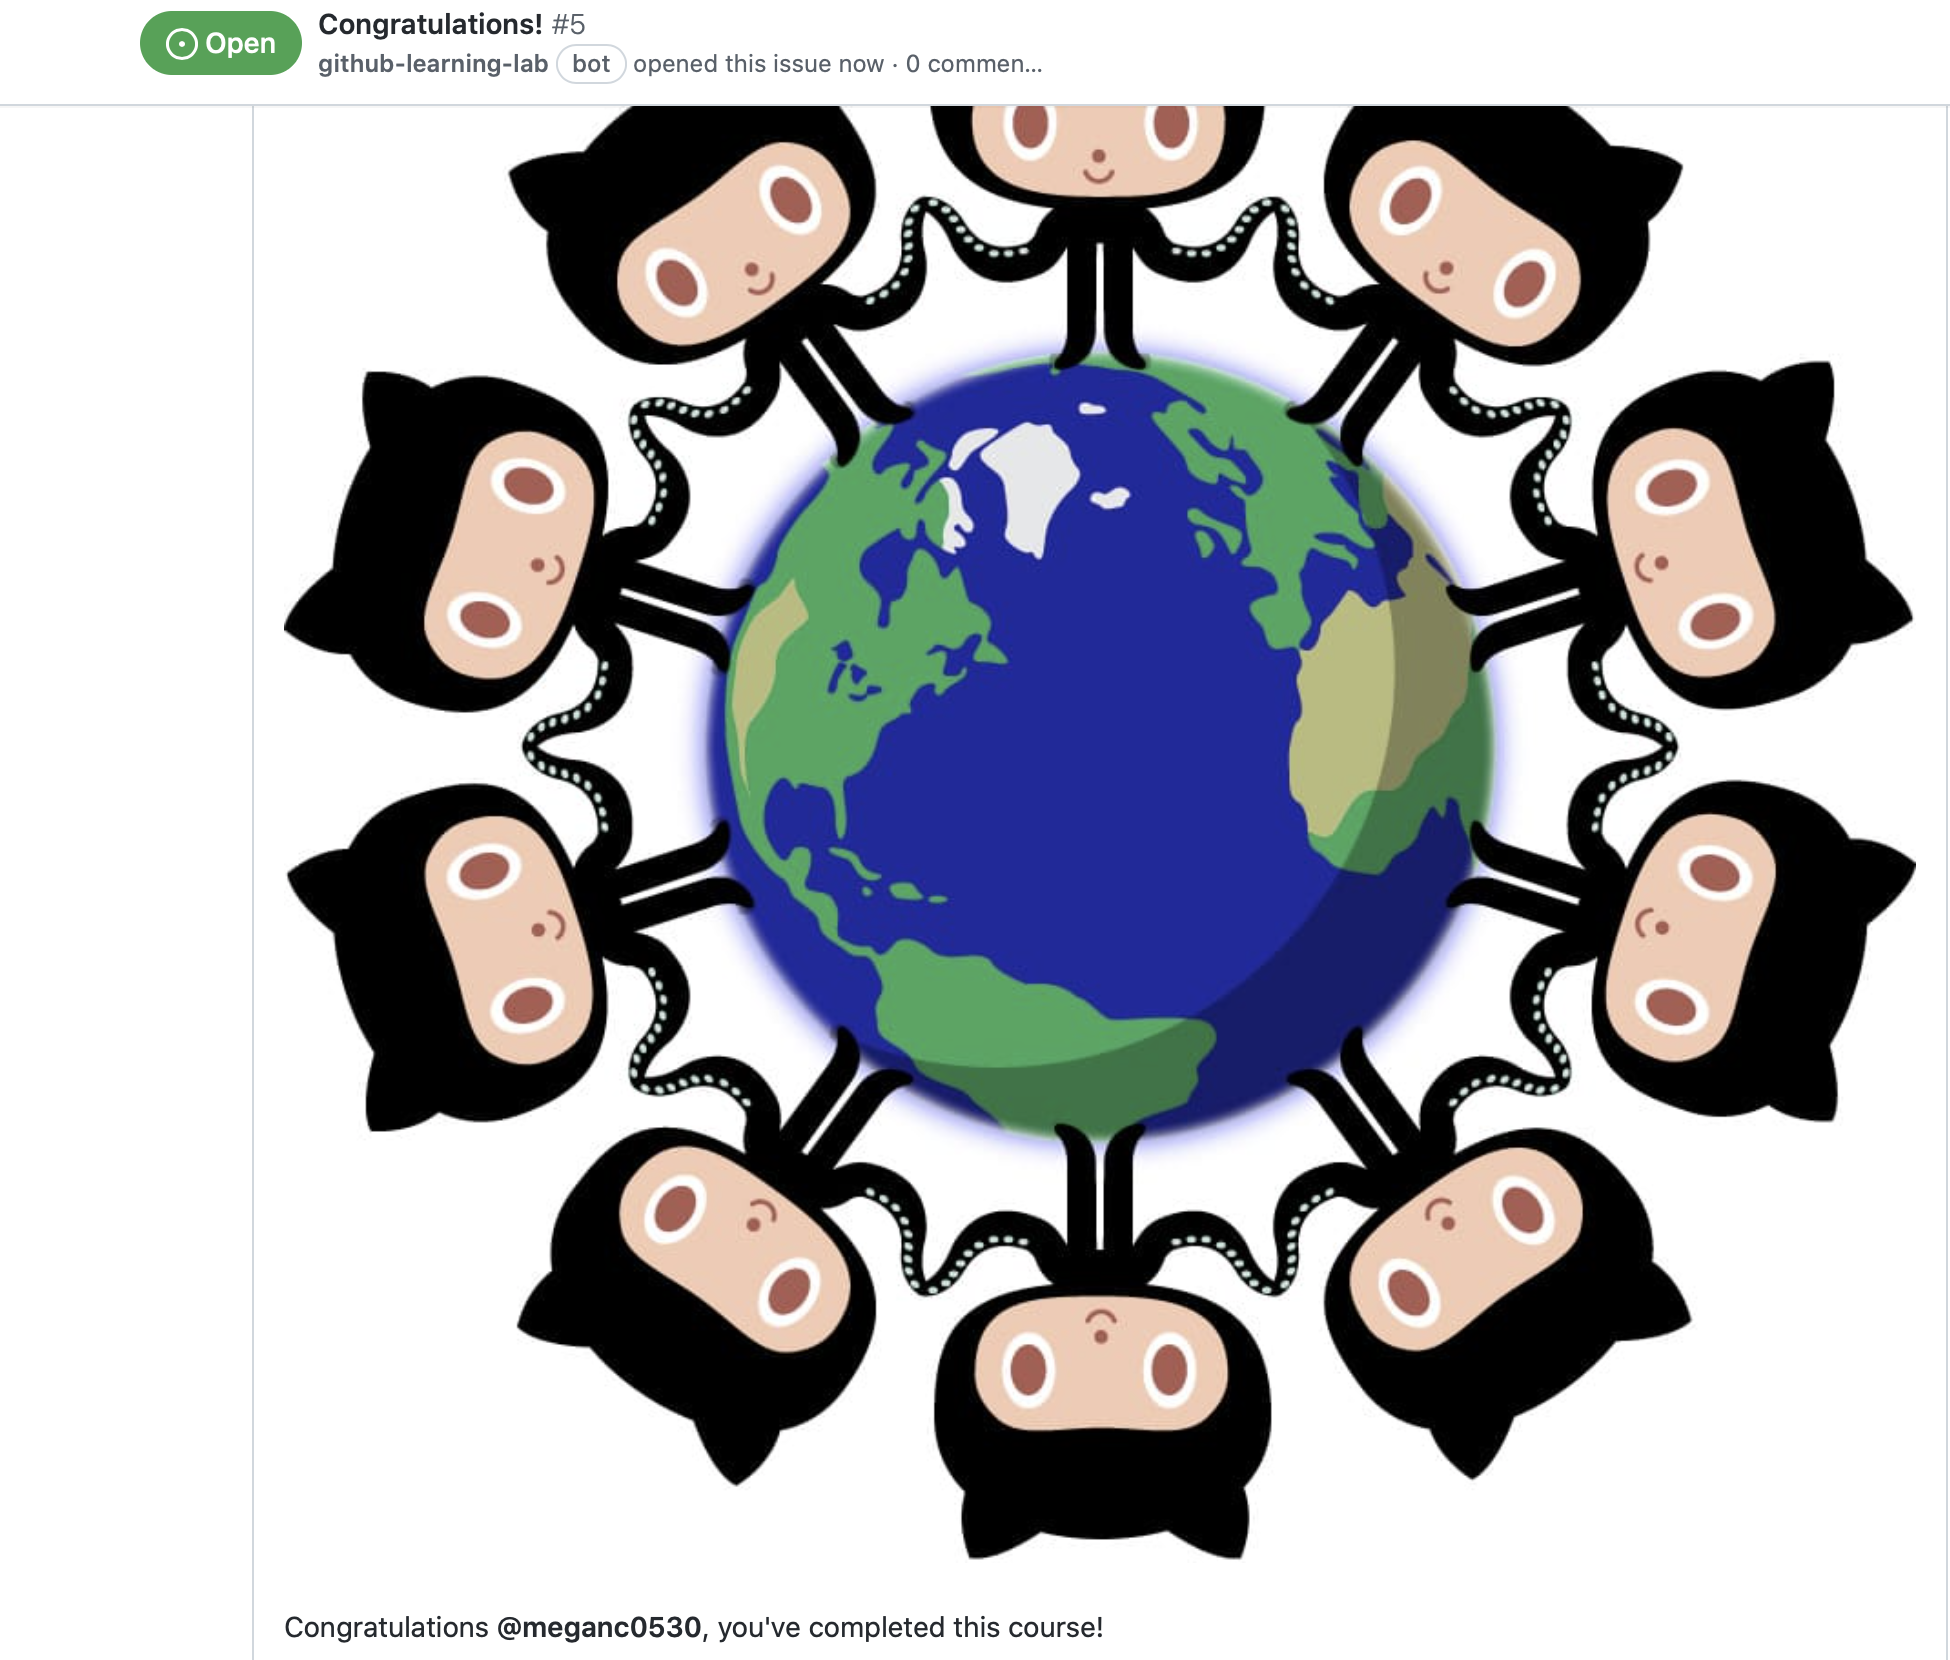 Open
Congratulations! #5
github-learning-lab bot opened this issue now · 0 commen...
Congratulations @meganc0530, you've completed this course!